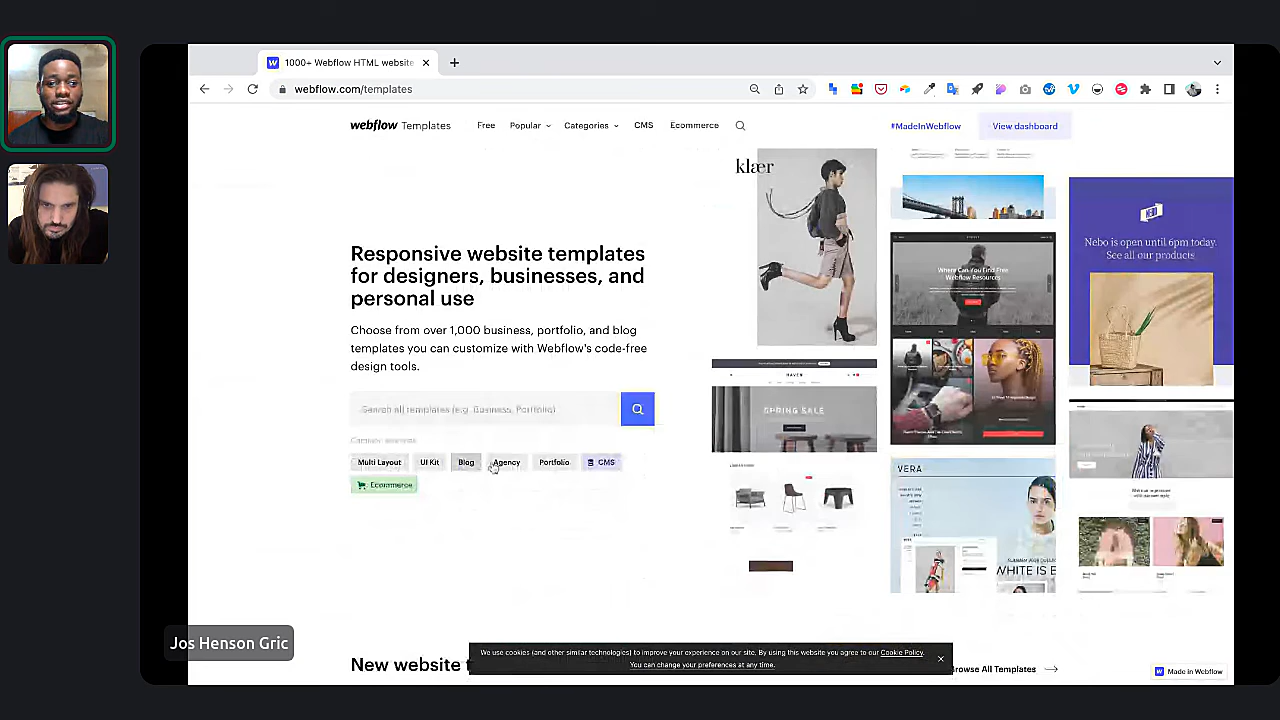 1000+ Webflow HTML website
webflow.com/templates
webflow Templates
Free
Popular
Categories
CMS
Ecommerce
#MadeInWebflow
View dashboard
Responsive website templates
for designers, businesses, and
personal use
Choose from over 1,000 business, portfolio, and blog
templates you can customize with Webflow's code-free
design tools.
Search all templates (e.g. Business, Portfolio)
Multi Layout
UI Kit
Blog
Agency
Portfolio
CMS
Ecommerce
klær
HAVEN
SPRING SALE
Where Can You Find Free
Webflow Resources
VERA
WHITE IS
Nebo is open until 6pm today.
See all our products
Jos Henson Gric
New website
We use cookies (and other similar technologies) to improve your experience on our site. By using this website you agree to our Cookie Policy.
You can change your preferences at any time.
Browse All Templates
Made in Webflow